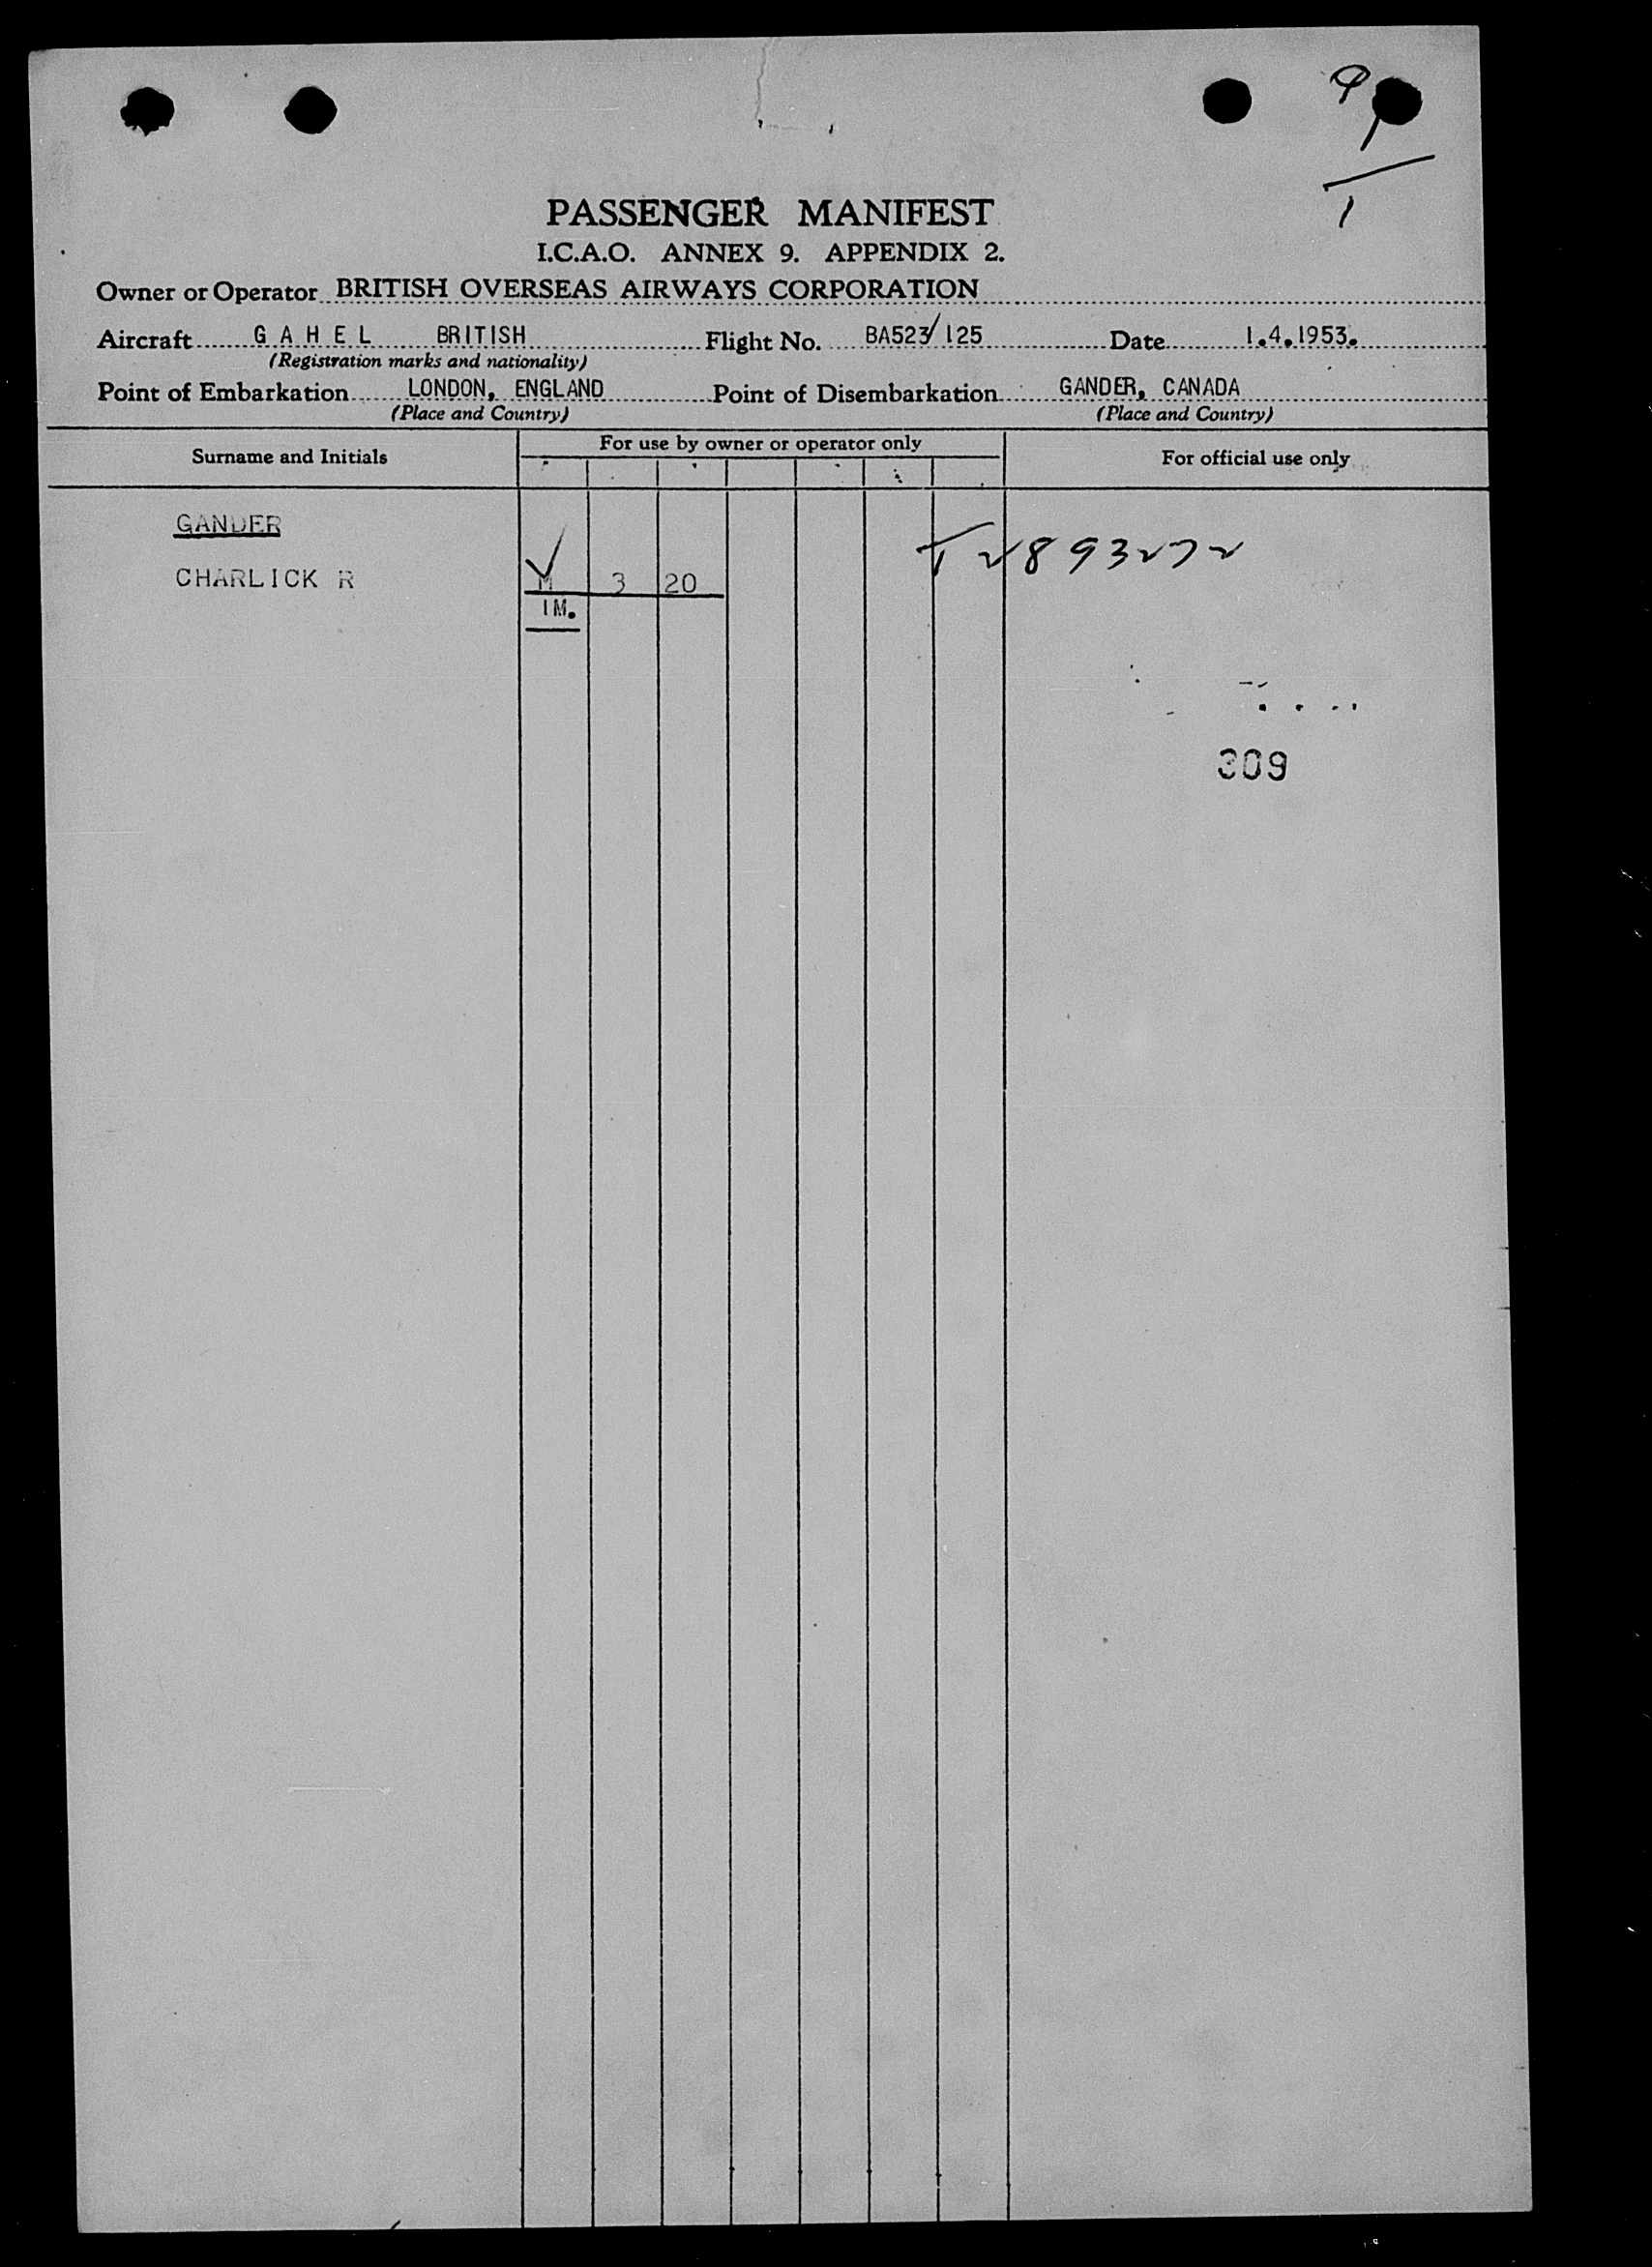 9/
1
PASSENGER MANIFEST
I.C.A.O. ANNEX 9. APPENDIX 2.
Owner or Operator BRITISH OVERSEAS AIRWAYS CORPORATION
Aircraft G A H E L BRITISH Flight No. BA523/125 Date 1.4.1953.
(Registration marks and nationality)
Point of Embarkation LONDON, ENGLAND Point of Disembarkation GANDER, CANADA
(Place and Country) (Place and Country)
Surname and Initials For use by owner or operator only For official use only
GANDER
T2893272
CHARLICK R M 3 20
1M.
309